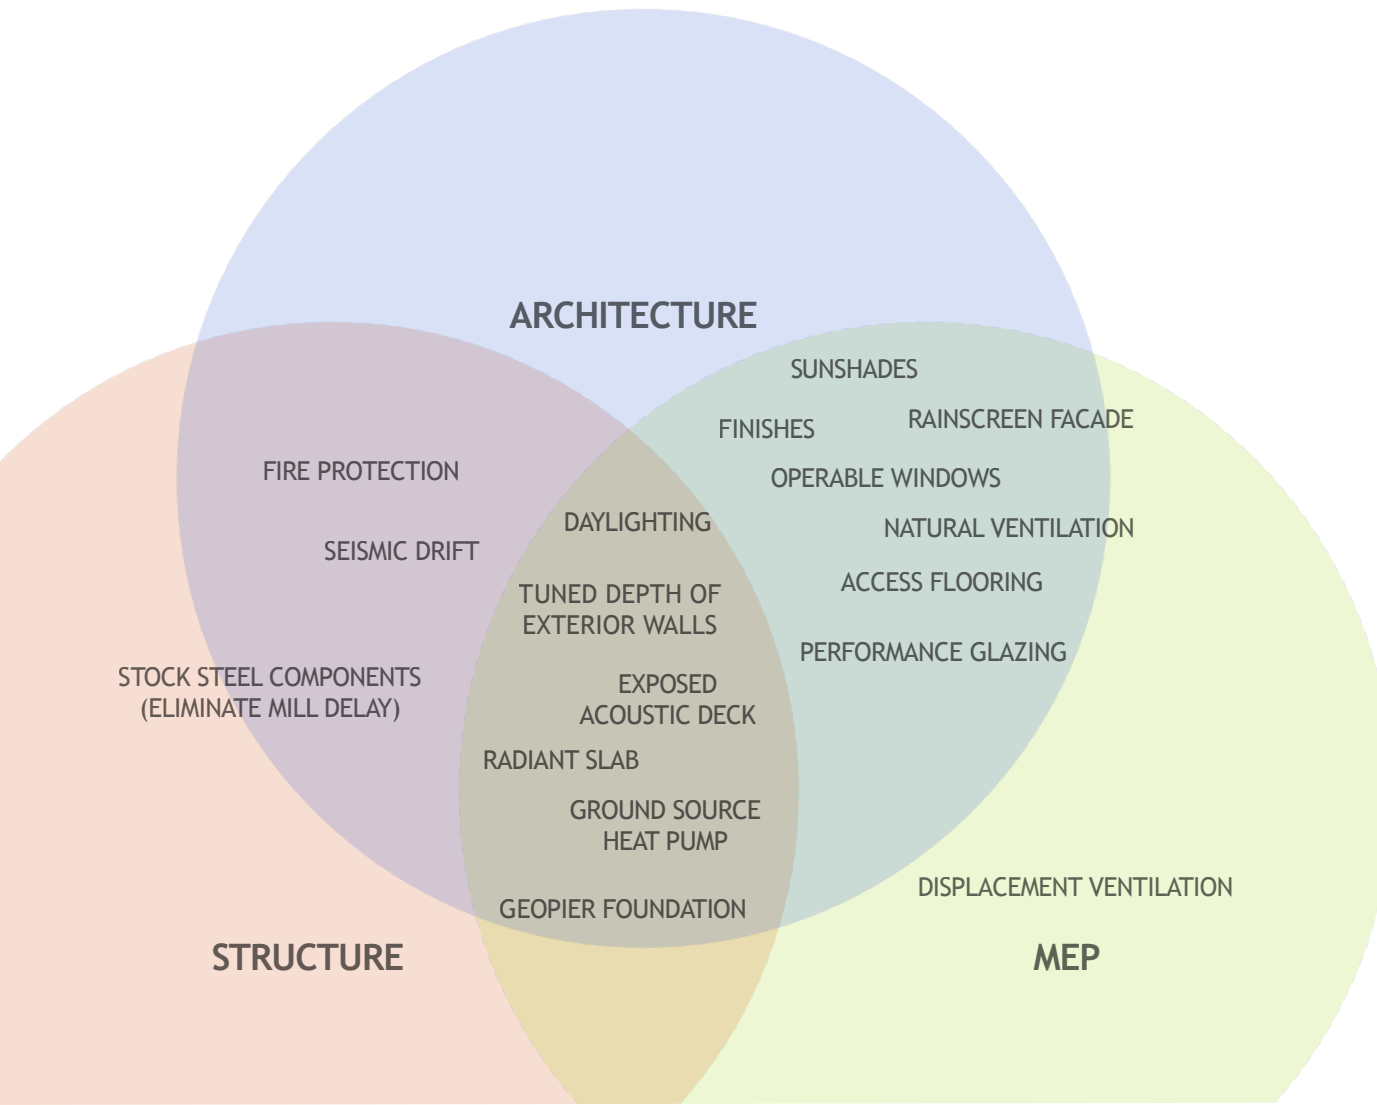 ARCHITECTURE
SUNSHADES
RAINSCREEN FACADE
FINISHES
FIRE PROTECTION
OPERABLE WINDOWS
DAYLIGHTING
NATURAL VENTILATION
SEISMIC DRIFT
ACCESS FLOORING
TUNED DEPTH OF
EXTERIOR WALLS
PERFORMANCE GLAZING
STOCK STEEL COMPONENTS
(ELIMINATE MILL DELAY)
EXPOSED
ACOUSTIC DECK
RADIANT SLAB
GROUND SOURCE
HEAT PUMP
DISPLACEMENT VENTILATION
GEOPIER FOUNDATION
STRUCTURE
MEP